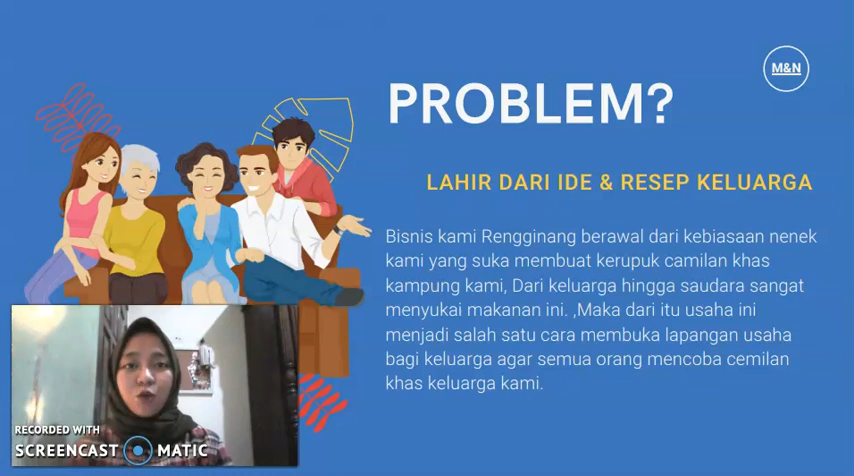 M&N
PROBLEM?
LAHIR DARI IDE & RESEP KELUARGA
Bisnis kami Rengginang berawal dari kebiasaan nenek
kami yang suka membuat kerupuk camilan khas
kampung kami, Dari keluarga hingga saudara sangat
menyukai makanan ini. ,Maka dari itu usaha ini
menjadi salah satu cara membuka lapangan usaha
bagi keluarga agar semua orang mencoba cemilan
khas keluarga kami.
RECORDED WITH
SCREENCAST MATIC